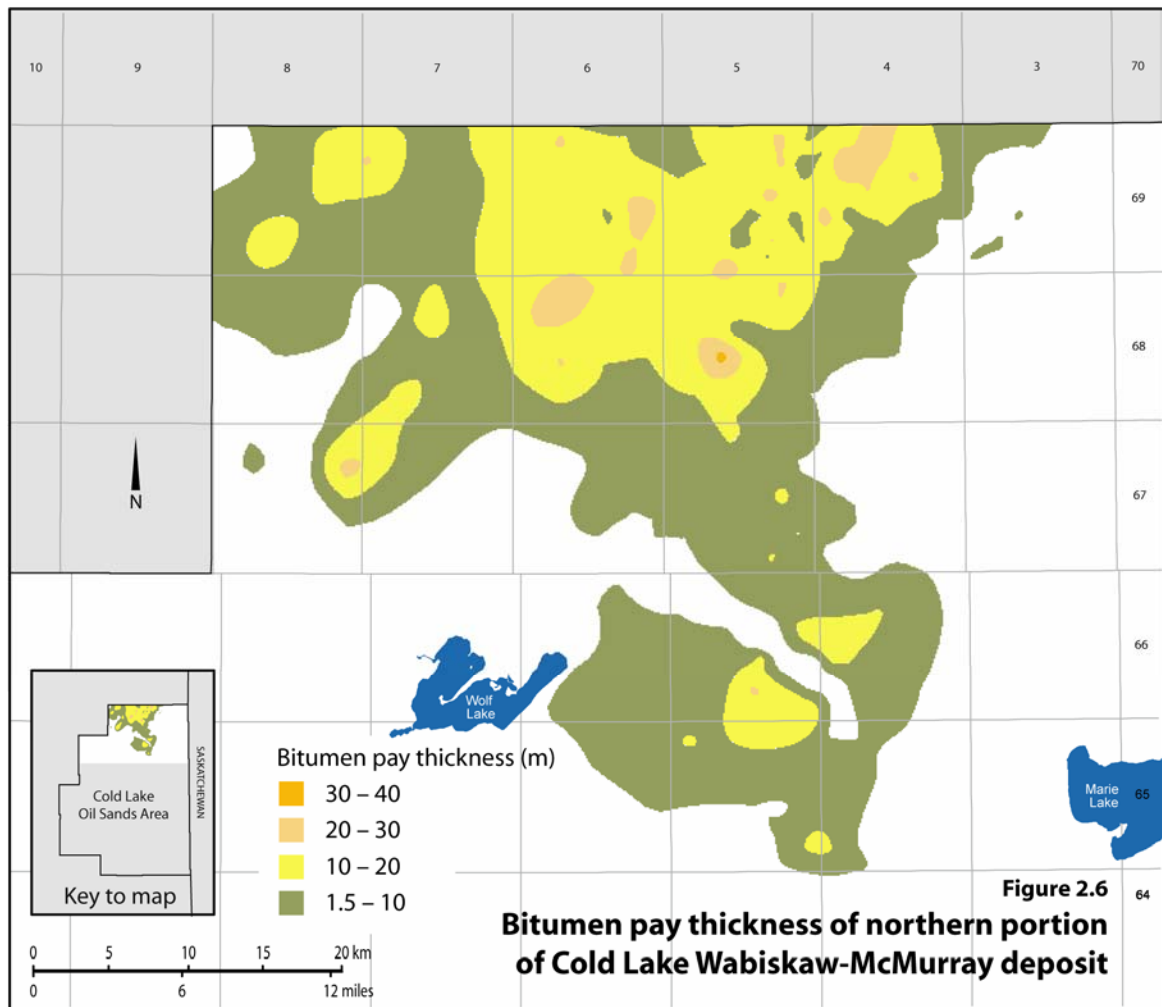 10 9 8 7 6 5 4 3 70
69
68
N
67
66
Wolf
Lake
SASKATCHEWAN
Cold Lake
Oil Sands Area
Key to map
Bitumen pay thickness (m)
30 – 40
20 – 30
10 – 20
1.5 – 10
Marie
Lake
65
64
0 5 10 15 20 km
0 6 12 miles
Figure 2.6
Bitumen pay thickness of northern portion
of Cold Lake Wabiskaw-McMurray deposit